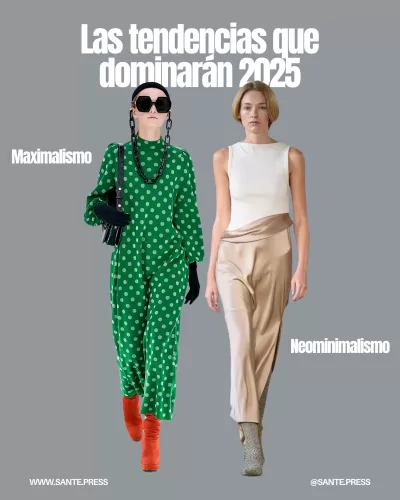 Las tendencias que
dominarán 2025
Maximalismo
Neominimalismo
WWW.SANTE.PRESS
@SANTE.PRESS